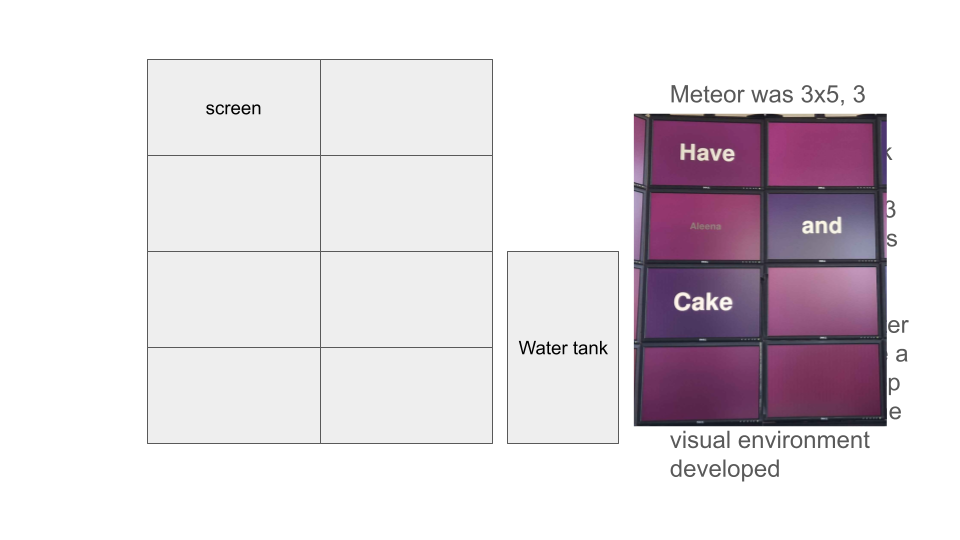 screen
Water tank
Meteor was 3x5, 3
Have
Aleena
and
Cake
k
3
s
er
a
p
e
visual environment
developed